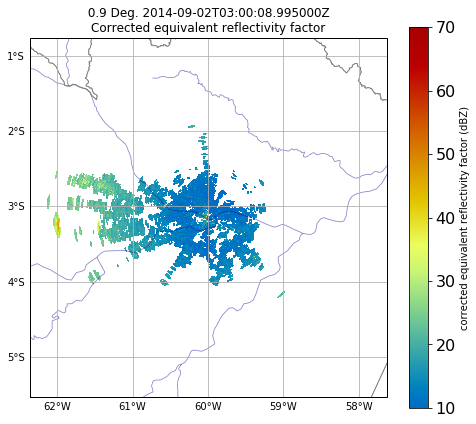 0.9 Deg. 2014-09-02T03:00:08.995000Z
Corrected equivalent reflectivity factor
1°S
2°S
3°S
4°S
5°S
62°W
61°W
60°W
59°W
58°W
70
60
50
40
30
20
10
corrected equivalent reflectivity factor (dBZ)